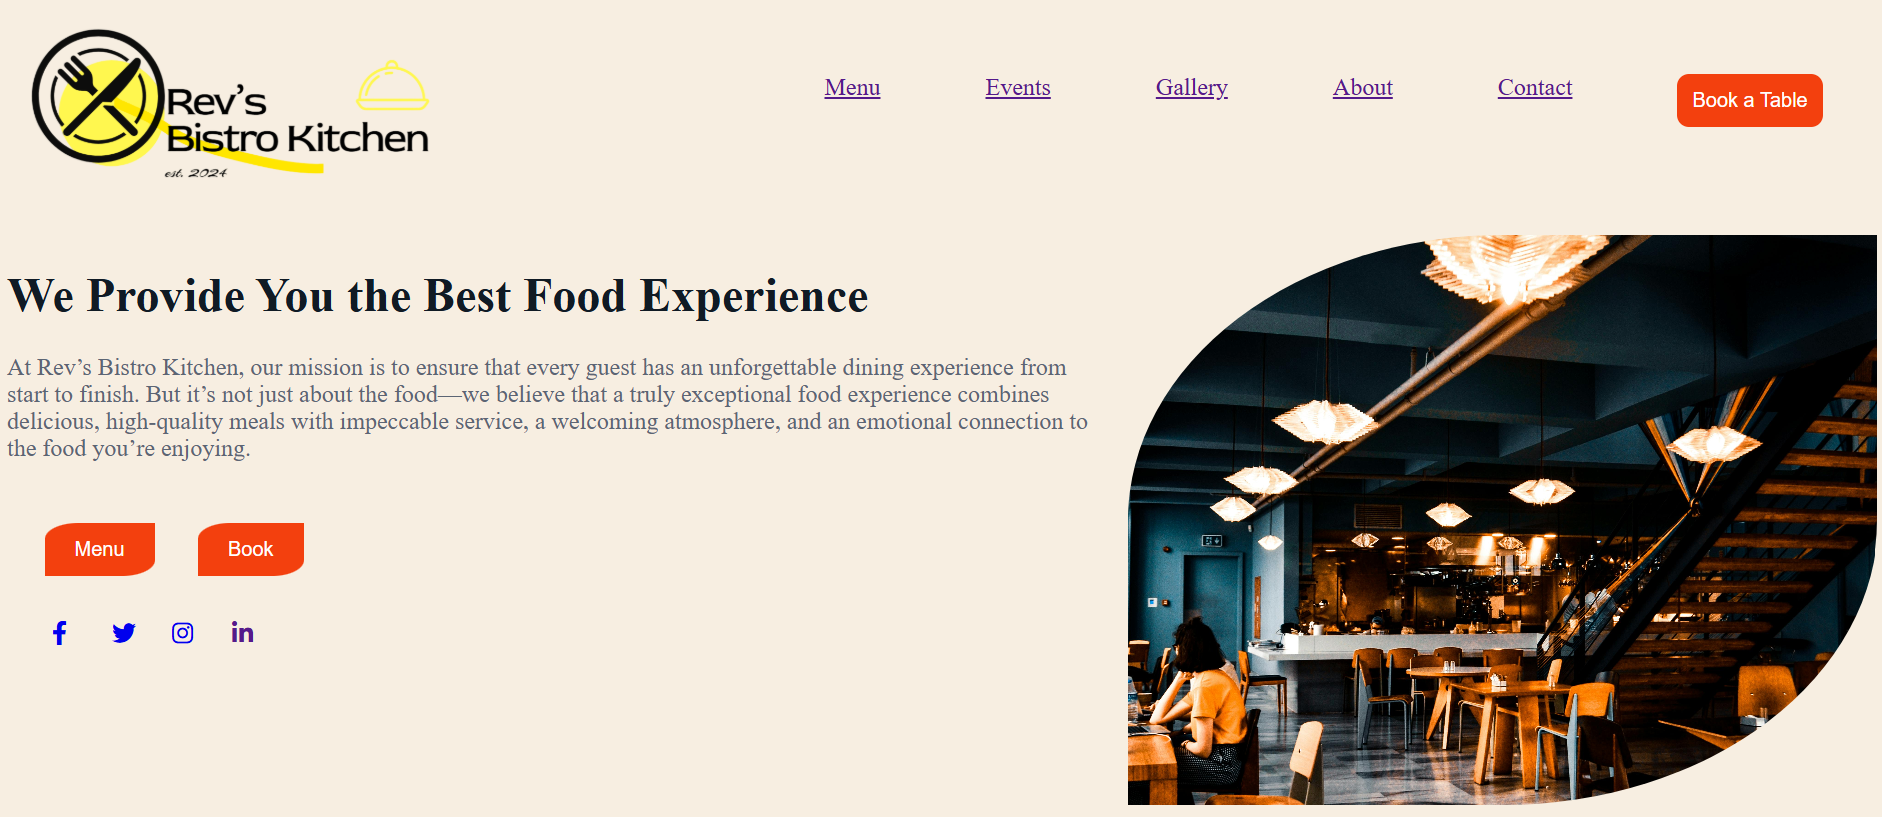 Rev's
Bistro Kitchen
est. 2024
Menu
Events
Gallery
About
Contact
Book a Table
We Provide You the Best Food Experience
At Rev’s Bistro Kitchen, our mission is to ensure that every guest has an unforgettable dining experience from
start to finish. But it’s not just about the food—we believe that a truly exceptional food experience combines
delicious, high-quality meals with impeccable service, a welcoming atmosphere, and an emotional connection to
the food you’re enjoying.
Menu
Book